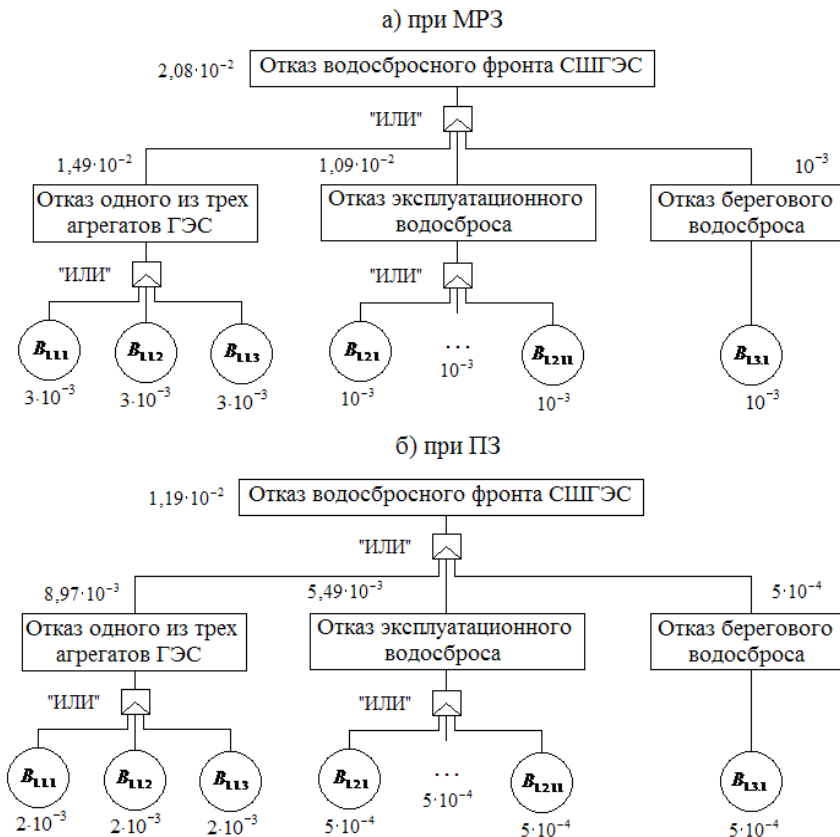 а) при МРЗ
2,08·10⁻²
Отказ водосбросного фронта СШГЭС
"ИЛИ"
1,49·10⁻²
1,09·10⁻²
10⁻³
Отказ одного из трех
агрегатов ГЭС
Отказ эксплуатационного
водосброса
Отказ берегового
водосброса
"ИЛИ"
"ИЛИ"
B1.1.1
B1.1.2
B1.1.3
B1.2.1
...
B1.2.11
B1.3.1
3·10⁻³
3·10⁻³
3·10⁻³
10⁻³
10⁻³
10⁻³
10⁻³
б) при ПЗ
1,19·10⁻²
Отказ водосбросного фронта СШГЭС
"ИЛИ"
8,97·10⁻³
5,49·10⁻³
5·10⁻⁴
Отказ одного из трех
агрегатов ГЭС
Отказ эксплуатационного
водосброса
Отказ берегового
водосброса
"ИЛИ"
"ИЛИ"
B1.1.1
B1.1.2
B1.1.3
B1.2.1
...
B1.2.11
B1.3.1
2·10⁻³
2·10⁻³
2·10⁻³
5·10⁻⁴
5·10⁻⁴
5·10⁻⁴
5·10⁻⁴